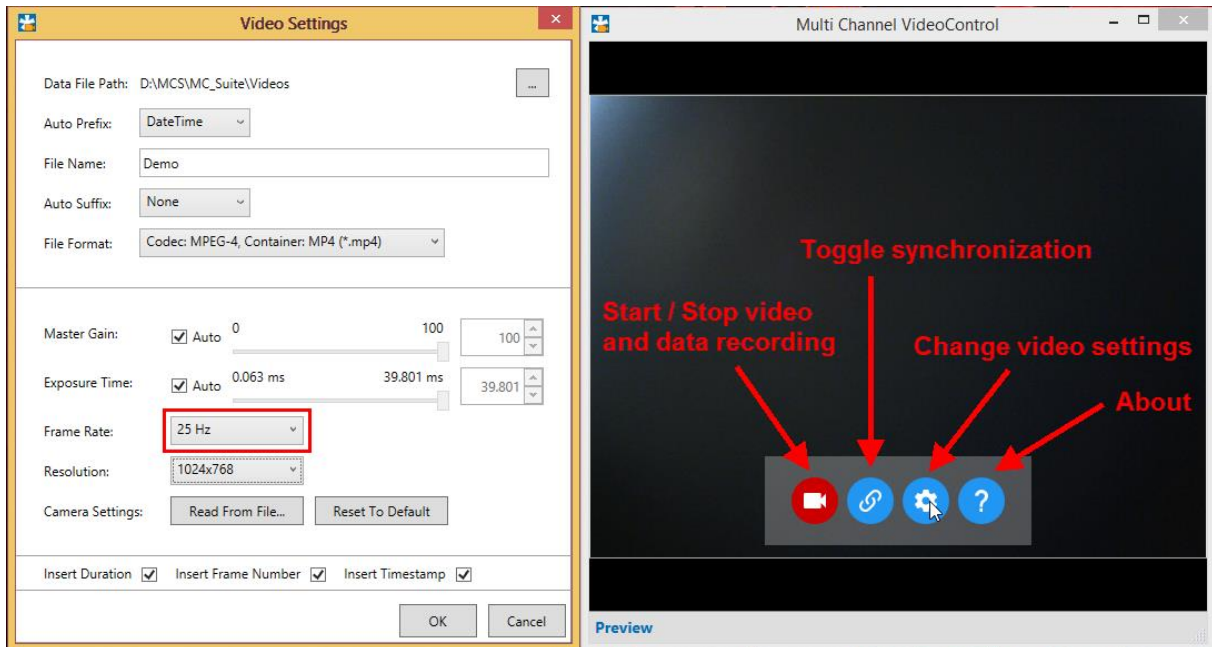 Video Settings
Data File Path: D:\MCS\MC_Suite\Videos ...
Auto Prefix: DateTime
File Name: Demo
Auto Suffix: None
File Format: Codec: MPEG-4, Container: MP4 (*.mp4)
Master Gain: Auto 0 100 100
Exposure Time: Auto 0.063 ms 39.801 ms 39.801
Frame Rate: 25 Hz
Resolution: 1024x768
Camera Settings: Read From File... Reset To Default
Insert Duration Insert Frame Number Insert Timestamp
OK Cancel
Multi Channel VideoControl
Toggle synchronization
Start / Stop video
and data recording
Change video settings
About
?
Preview